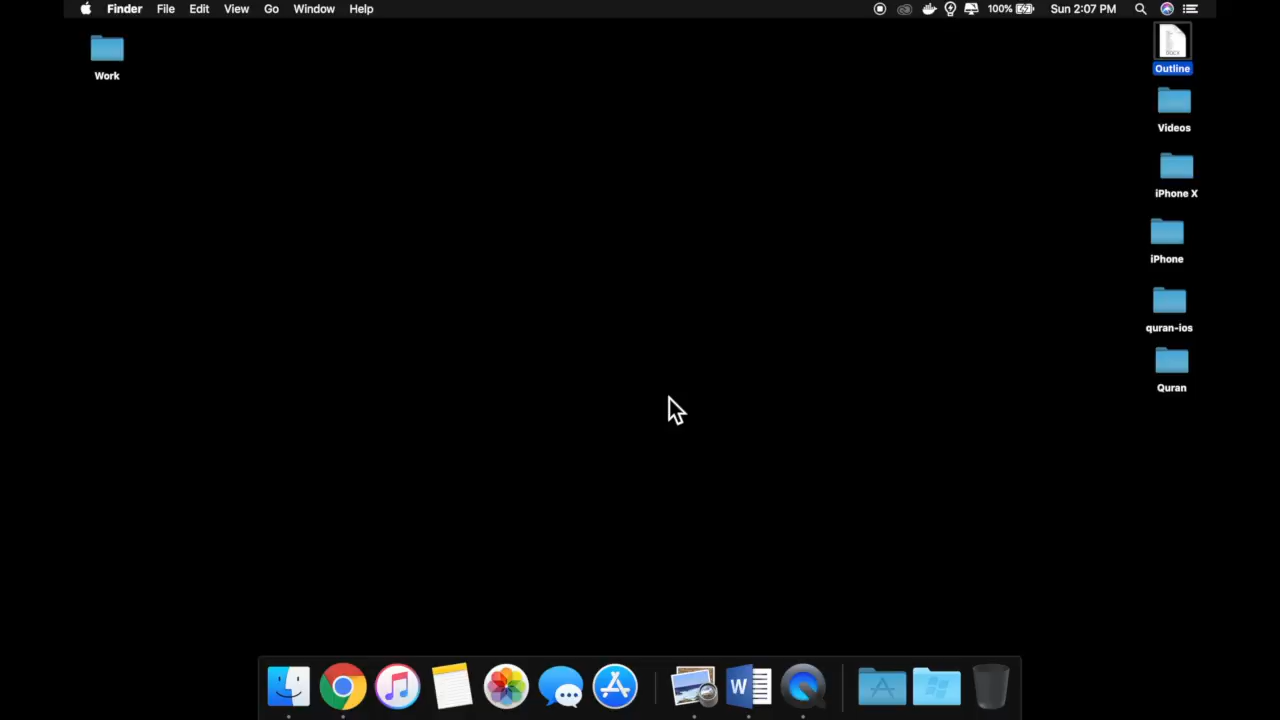 Finder File Edit View Go Window Help 100% Sun 2:07 PM
Work
Outline
Videos
iPhone X
iPhone
quran-ios
Quran
W